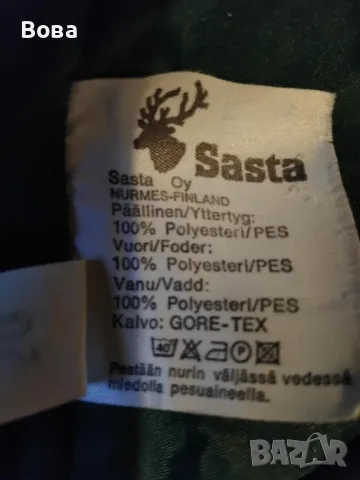 Вова
Sasta
Sasta Oy
NURMES-FINLAND
Päällinen/Yttertyg:
100% Polyesteri/PES
Vuori/Foder:
100% Polyesteri/PES
Vanu/Vadd:
100% Polyesteri/PES
Kalvo: GORE-TEX
40
P
Pestään nurin väljässä vedessä
miedolla pesuaineella.
BAZAR